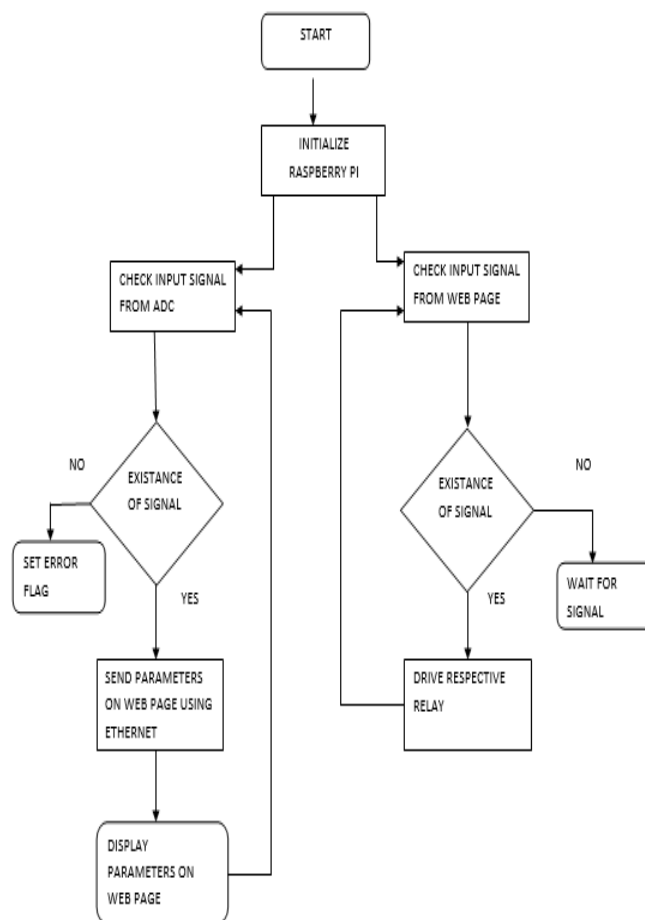 START
INITIALIZE
RASPBERRY PI
CHECK INPUT SIGNAL
FROM ADC
CHECK INPUT SIGNAL
FROM WEB PAGE
NO
EXISTANCE
OF SIGNAL
YES
SET ERROR
FLAG
SEND PARAMETERS
ON WEB PAGE USING
ETHERNET
DISPLAY
PARAMETERS ON
WEB PAGE
EXISTANCE
OF SIGNAL
NO
YES
WAIT FOR
SIGNAL
DRIVE RESPECTIVE
RELAY